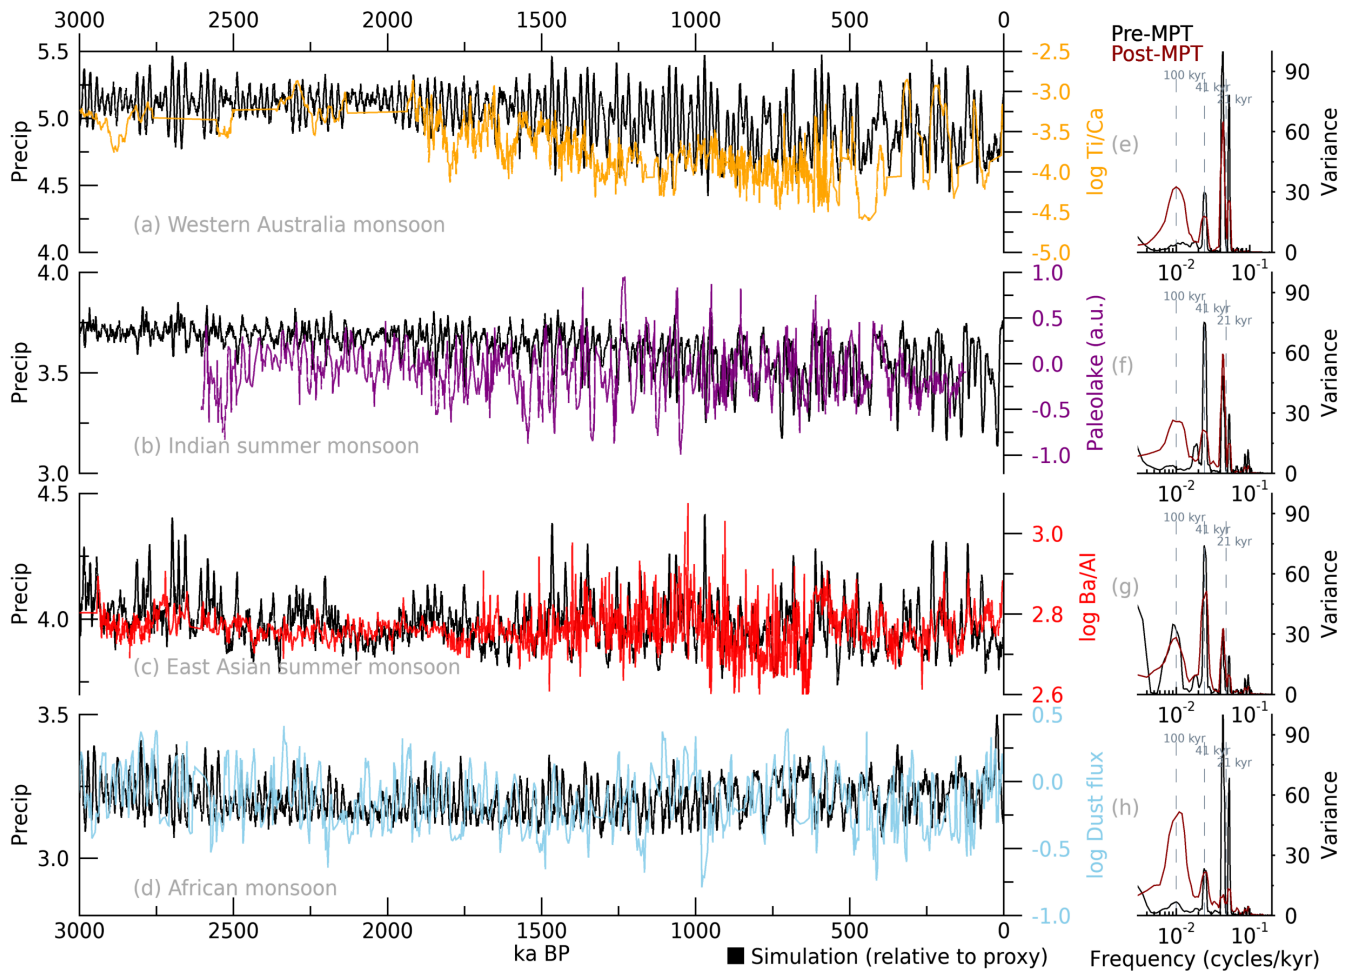 3000 2500 2000 1500 1000 500 0
Pre-MPT
Post-MPT
5.5 5.0 4.5 4.0
Precip
-2.5 -3.0 -3.5 -4.0 -4.5 -5.0
log Ti/Ca
(a) Western Australia monsoon
(e)
100 kyr 41 kyr 21 kyr
90 60 30 0
Variance
10-2 10-1
4.0 3.5 3.0
Precip
1.0 0.5 0.0 -0.5 -1.0
Paleolake (a.u.)
(b) Indian summer monsoon
(f)
100 kyr 41 kyr 21 kyr
90 60 30 0
Variance
10-2 10-1
4.5 4.0
Precip
3.0 2.8 2.6
log Ba/Al
(c) East Asian summer monsoon
(g)
100 kyr 41 kyr 21 kyr
90 60 30 0
Variance
10-2 10-1
3.5 3.0
Precip
0.5 0.0 -0.5 -1.0
log Dust flux
(d) African monsoon
(h)
100 kyr 41 kyr 21 kyr
90 60 30 0
Variance
10-2 10-1
3000 2500 2000 1500 1000 500 0
ka BP
Simulation (relative to proxy)
Frequency (cycles/kyr)